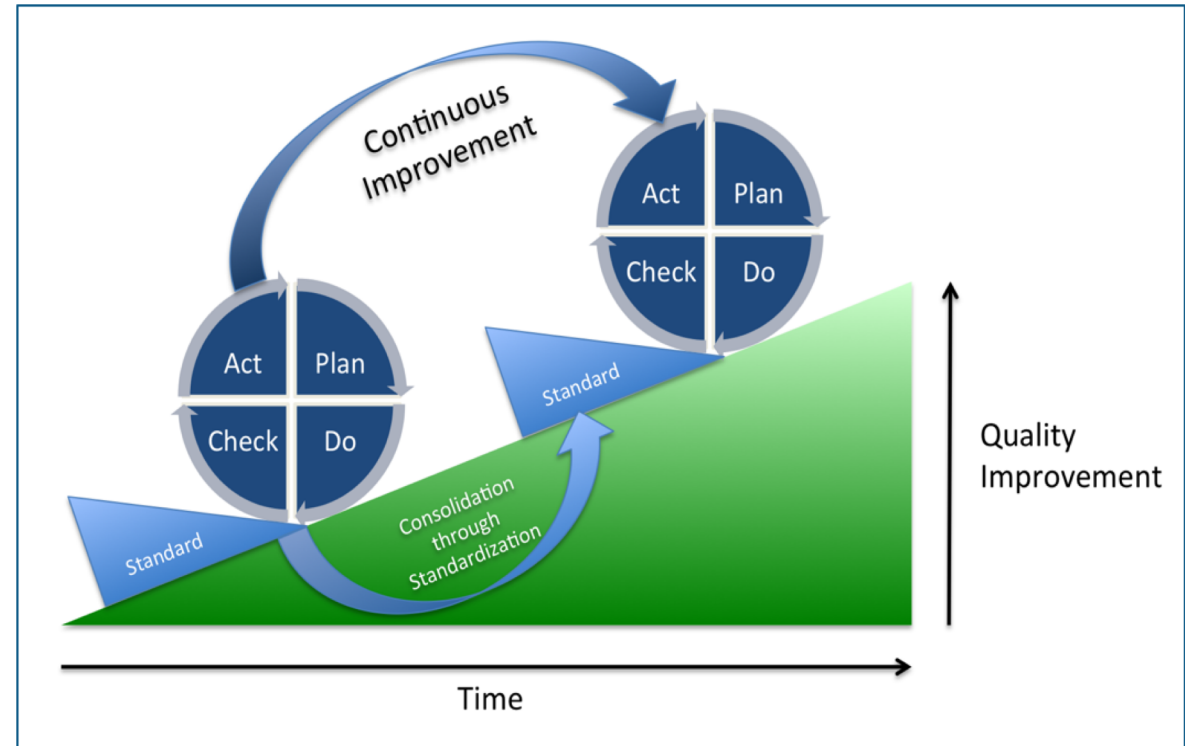 Continuous
Improvement
Act
Plan
Check
Do
Act
Plan
Check
Do
Standard
Standard
Consolidation
through
Standardization
Quality
Improvement
Time